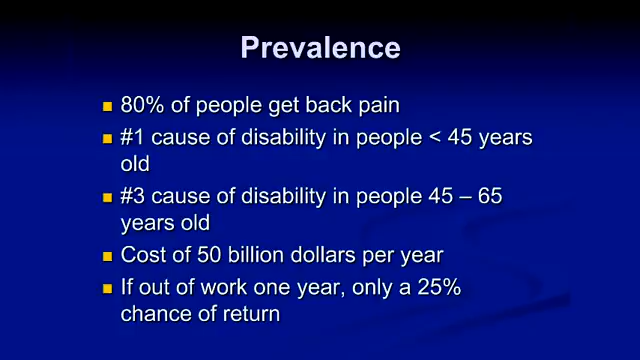 Prevalence
80% of people get back pain
#1 cause of disability in people < 45 years
old
#3 cause of disability in people 45 – 65
years old
Cost of 50 billion dollars per year
If out of work one year, only a 25%
chance of return